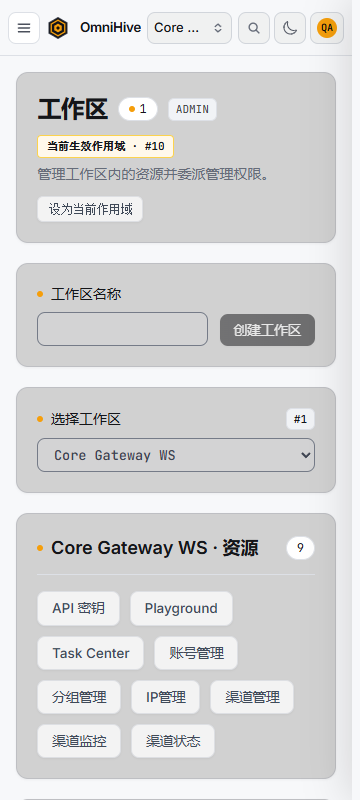 OmniHive Core ... QA
工作区 1 ADMIN
当前生效作用域 · #10
管理工作区内的资源并委派管理权限。
设为当前作用域
工作区名称
创建工作区
选择工作区 #1
Core Gateway WS
Core Gateway WS · 资源 9
API 密钥 Playground
Task Center 账号管理
分组管理 IP管理 渠道管理
渠道监控 渠道状态